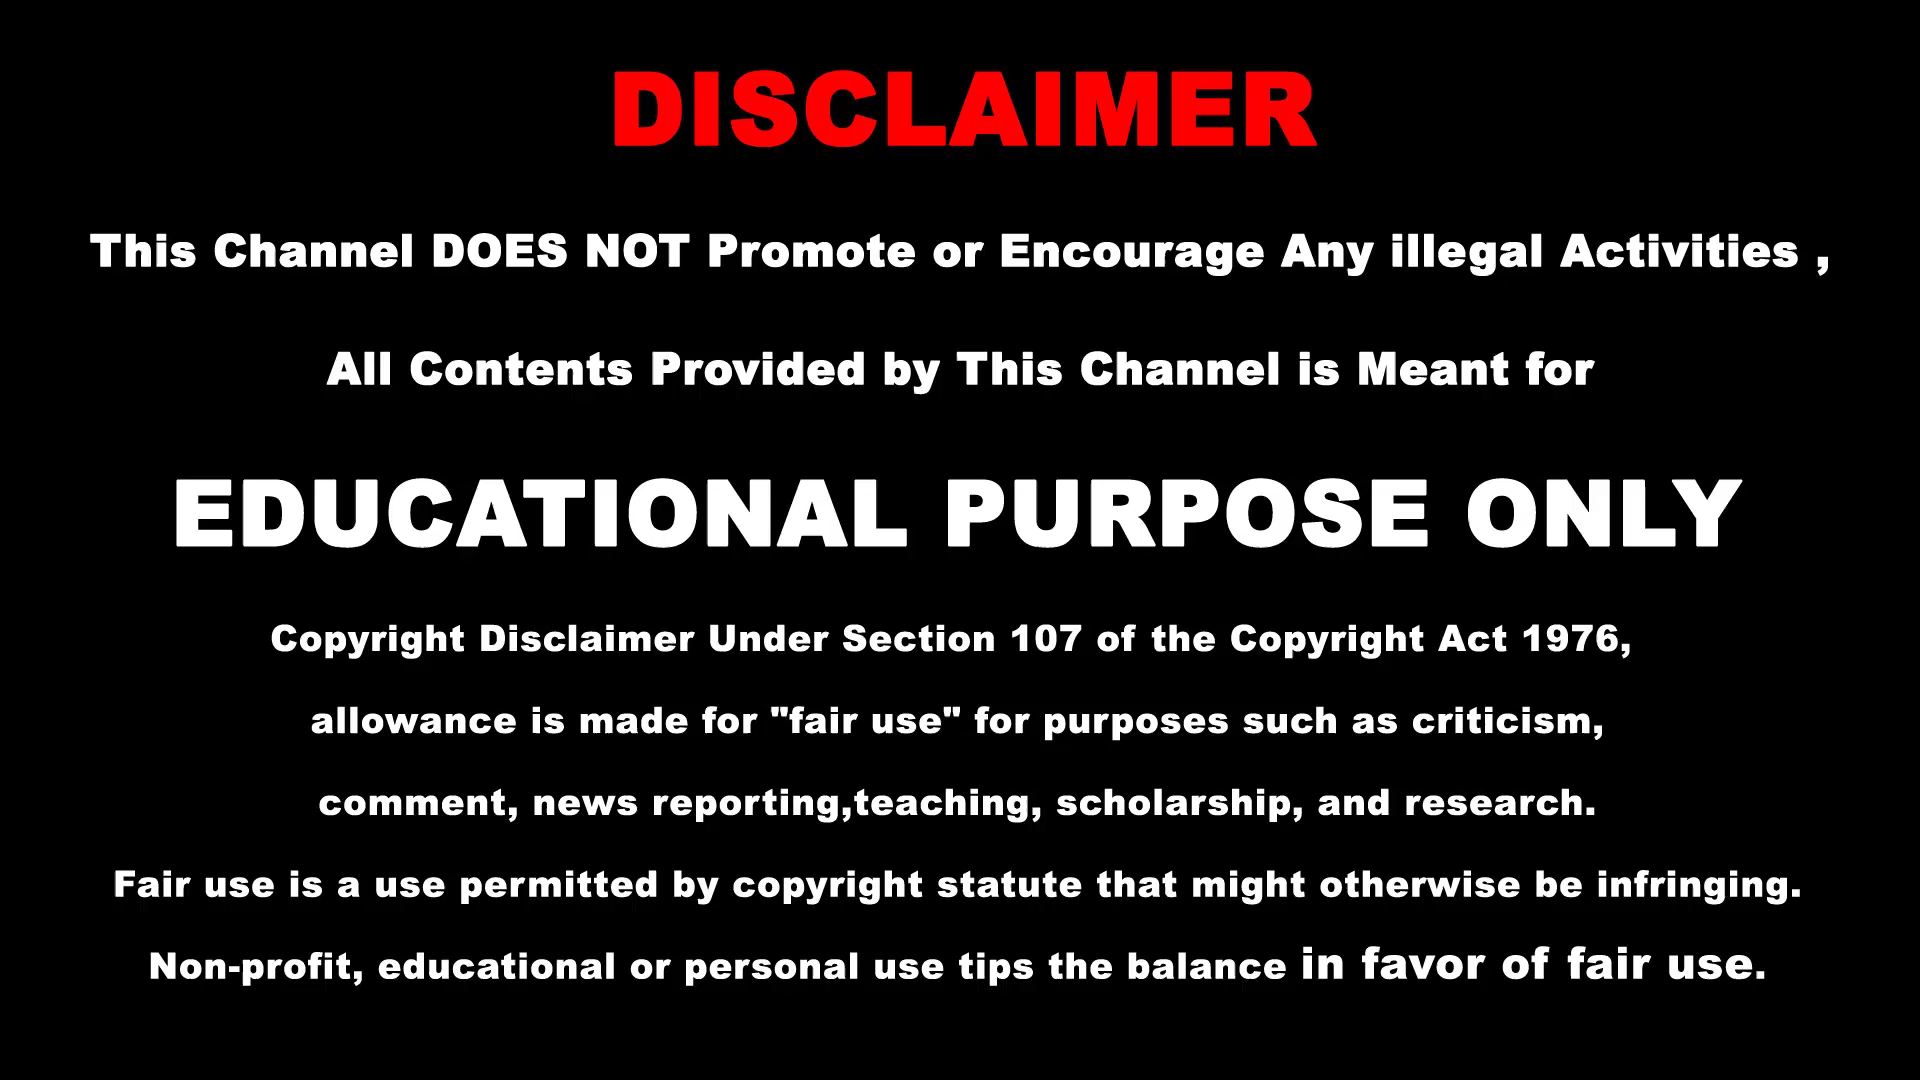 DISCLAIMER
This Channel DOES NOT Promote or Encourage Any illegal Activities ,
All Contents Provided by This Channel is Meant for
EDUCATIONAL PURPOSE ONLY
Copyright Disclaimer Under Section 107 of the Copyright Act 1976,
allowance is made for "fair use" for purposes such as criticism,
comment, news reporting,teaching, scholarship, and research.
Fair use is a use permitted by copyright statute that might otherwise be infringing.
Non-profit, educational or personal use tips the balance in favor of fair use.